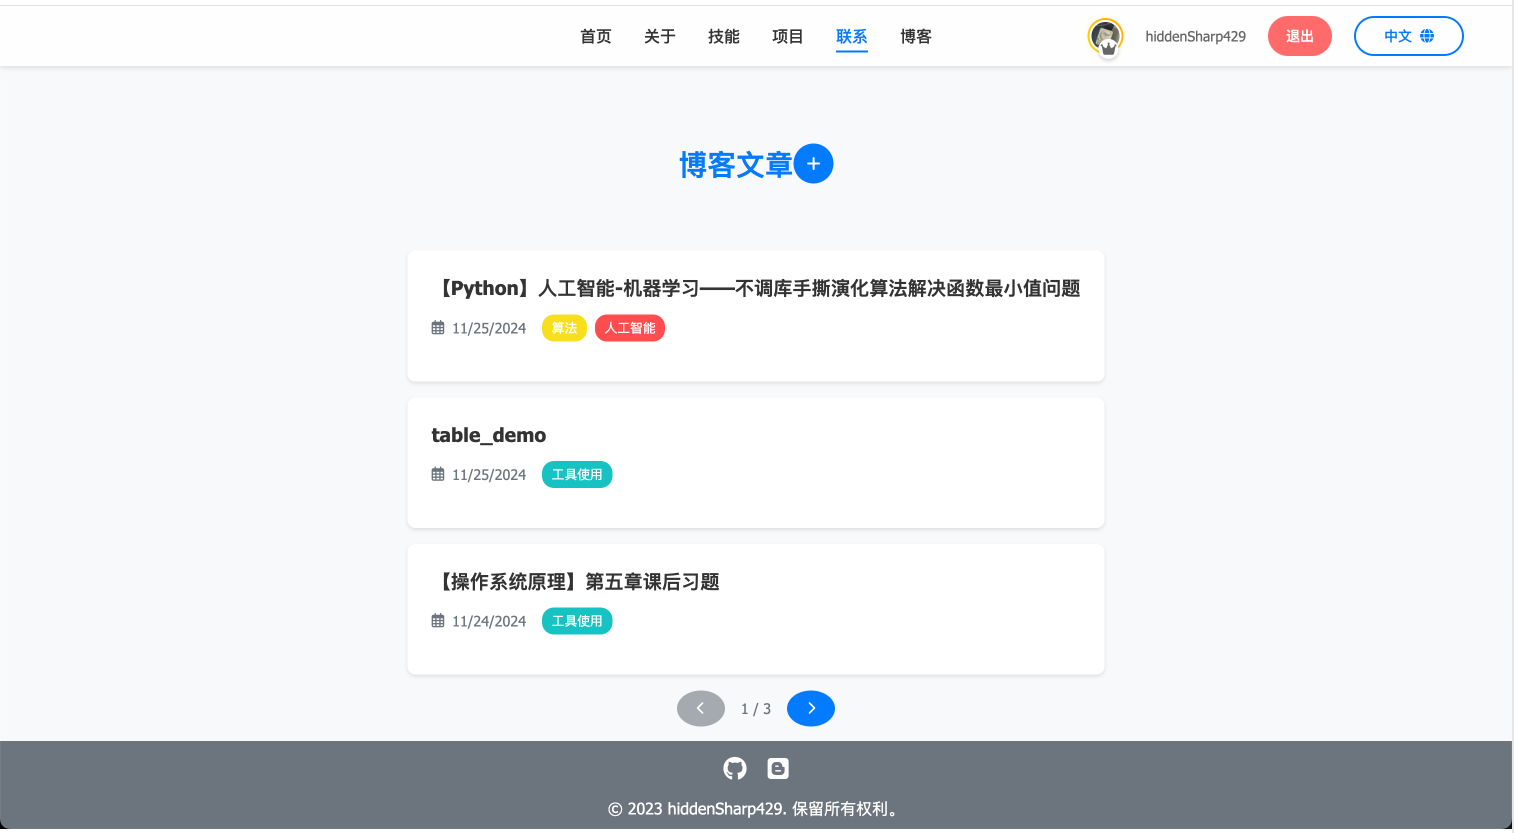 首页 关于 技能 项目 联系 博客 hiddenSharp429 退出 中文
博客文章
【Python】人工智能-机器学习——不调库手撕演化算法解决函数最小值问题
11/25/2024 算法 人工智能
table_demo
11/25/2024 工具使用
【操作系统原理】第五章课后习题
11/24/2024 工具使用
1 / 3
© 2023 hiddenSharp429. 保留所有权利。